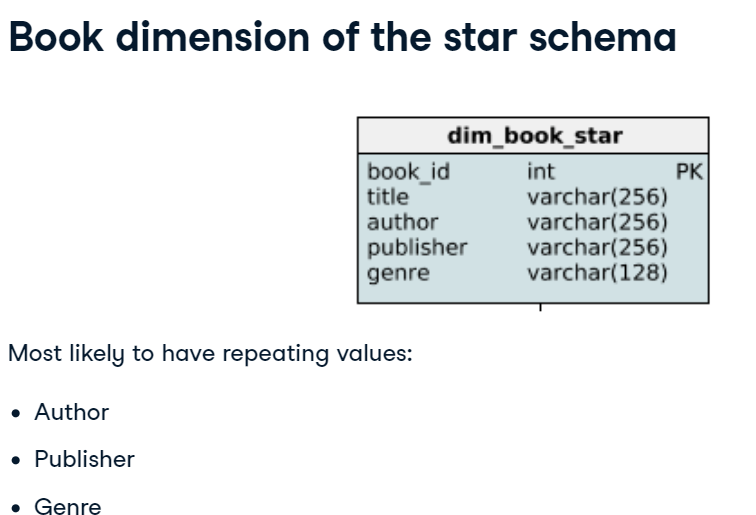 Book dimension of the star schema
dim_book_star
book_id int PK
title varchar(256)
author varchar(256)
publisher varchar(256)
genre varchar(128)
Most likely to have repeating values:
• Author
• Publisher
• Genre